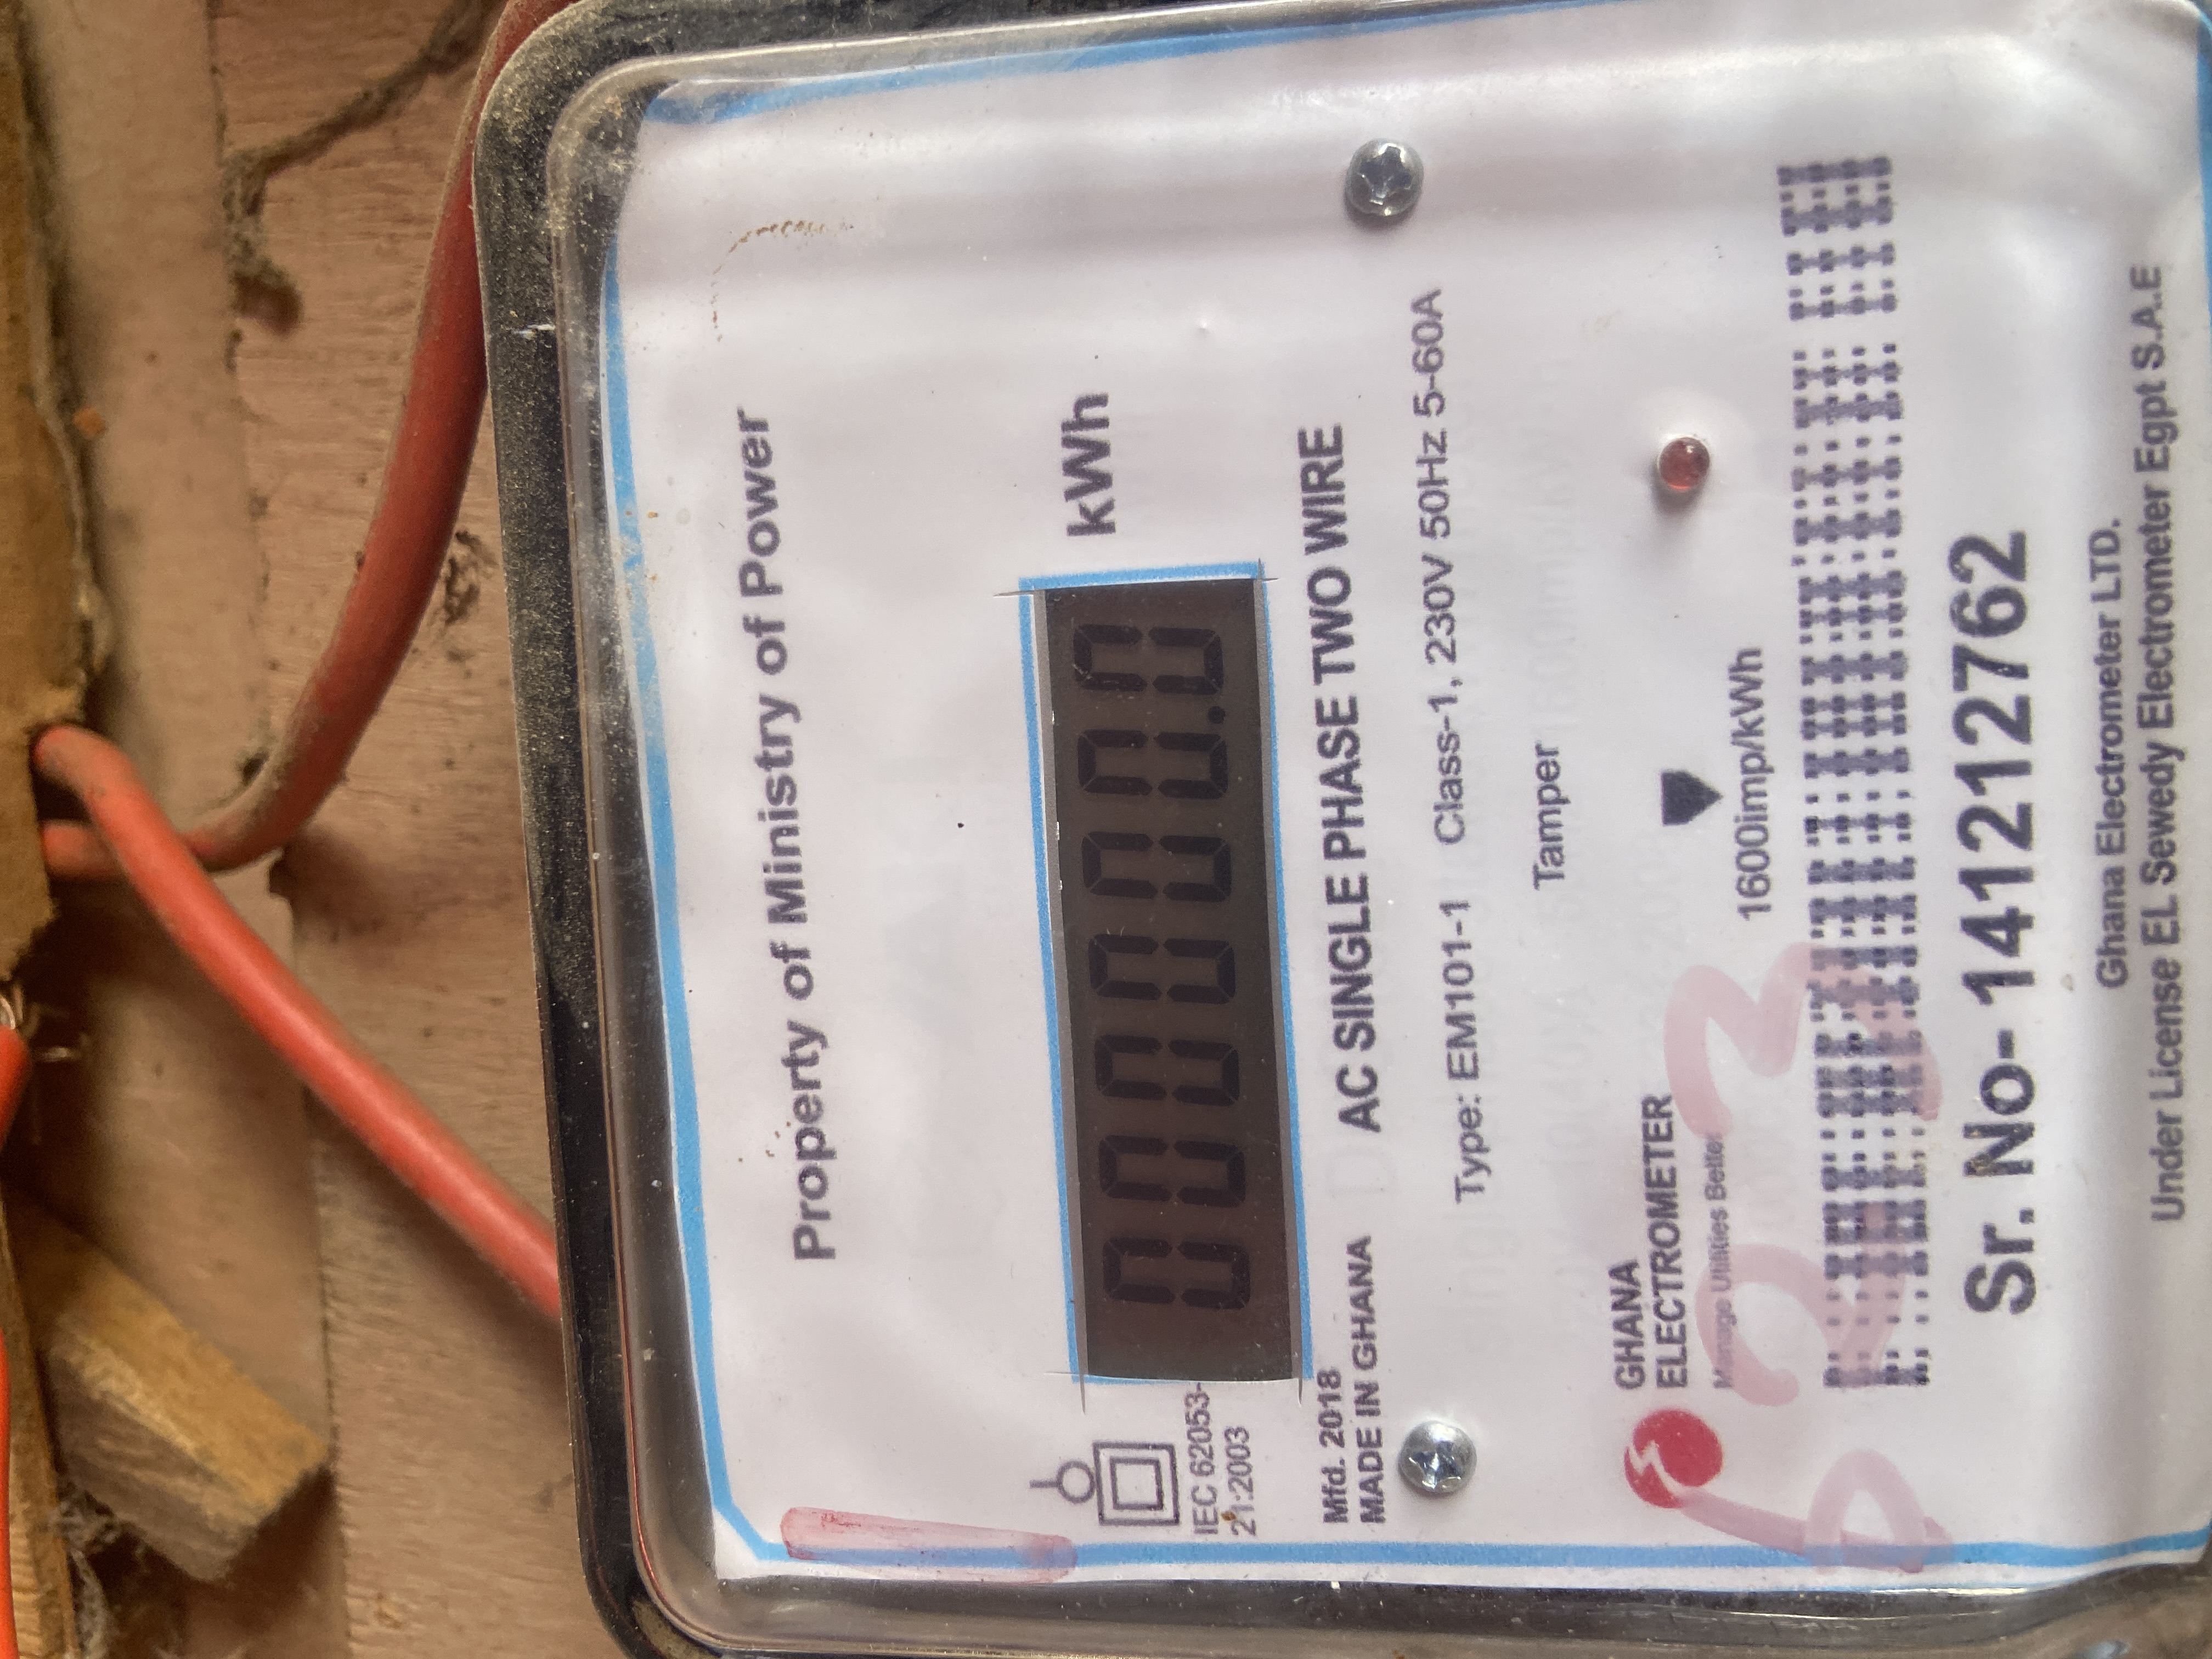 Property of Ministry of Power
000000.0 kWh
IEC 62053-
21:2003
Mfd. 2018
MADE IN GHANA
AC SINGLE PHASE TWO WIRE
Type: EM101-1 Class-1, 230V 50Hz 5-60A
Tamper
GHANA
ELECTROMETER
Manage Utilities Better
1600imp/kWh
23
Sr. No- 141212762
Ghana Electrometer LTD.
Under License EL Sewedy Electrometer Egpt S.A.E